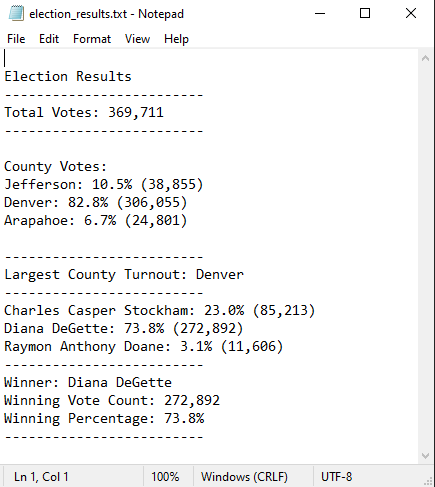 election_results.txt - Notepad
File Edit Format View Help
Election Results
-------------------------
Total Votes: 369,711
-------------------------
County Votes:
Jefferson: 10.5% (38,855)
Denver: 82.8% (306,055)
Arapahoe: 6.7% (24,801)
-------------------------
Largest County Turnout: Denver
-------------------------
Charles Casper Stockham: 23.0% (85,213)
Diana DeGette: 73.8% (272,892)
Raymon Anthony Doane: 3.1% (11,606)
-------------------------
Winner: Diana DeGette
Winning Vote Count: 272,892
Winning Percentage: 73.8%
-------------------------
Ln 1, Col 1 100% Windows (CRLF) UTF-8